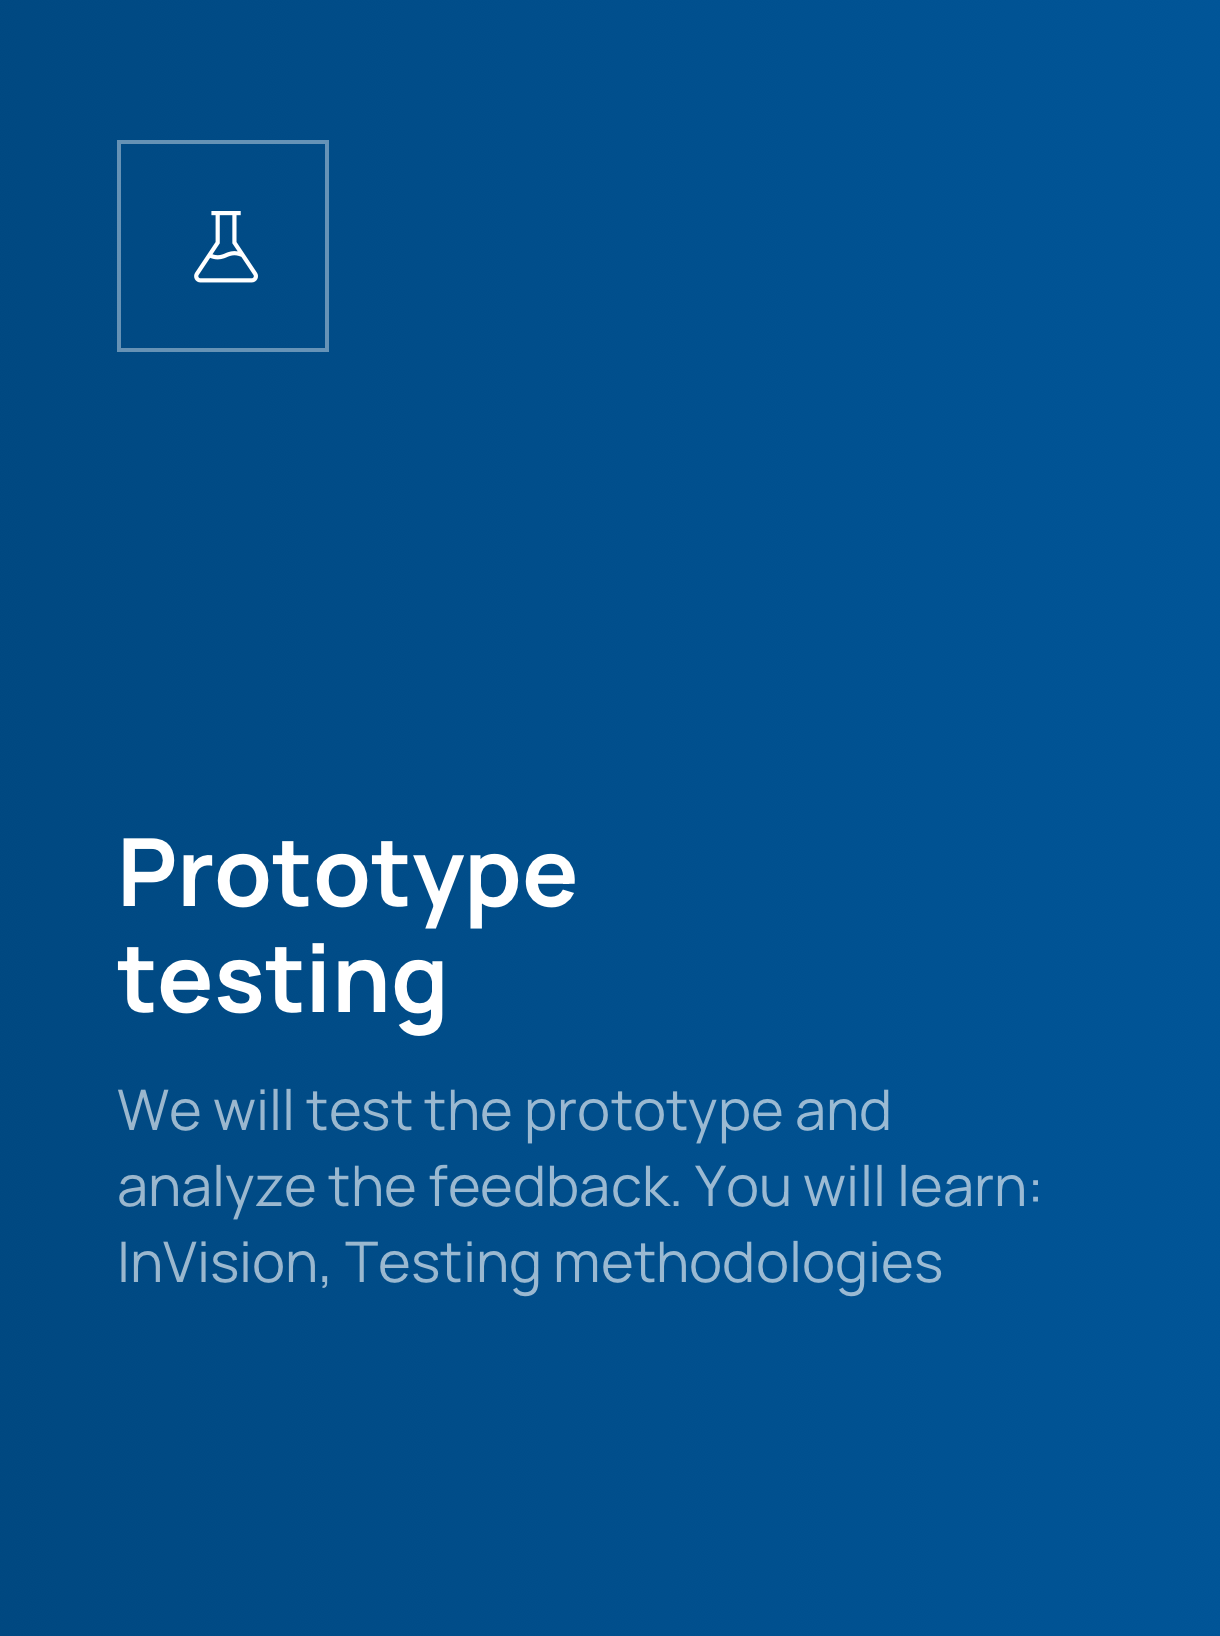 Prototype
testing
We will test the prototype and
analyze the feedback. You will learn:
InVision, Testing methodologies